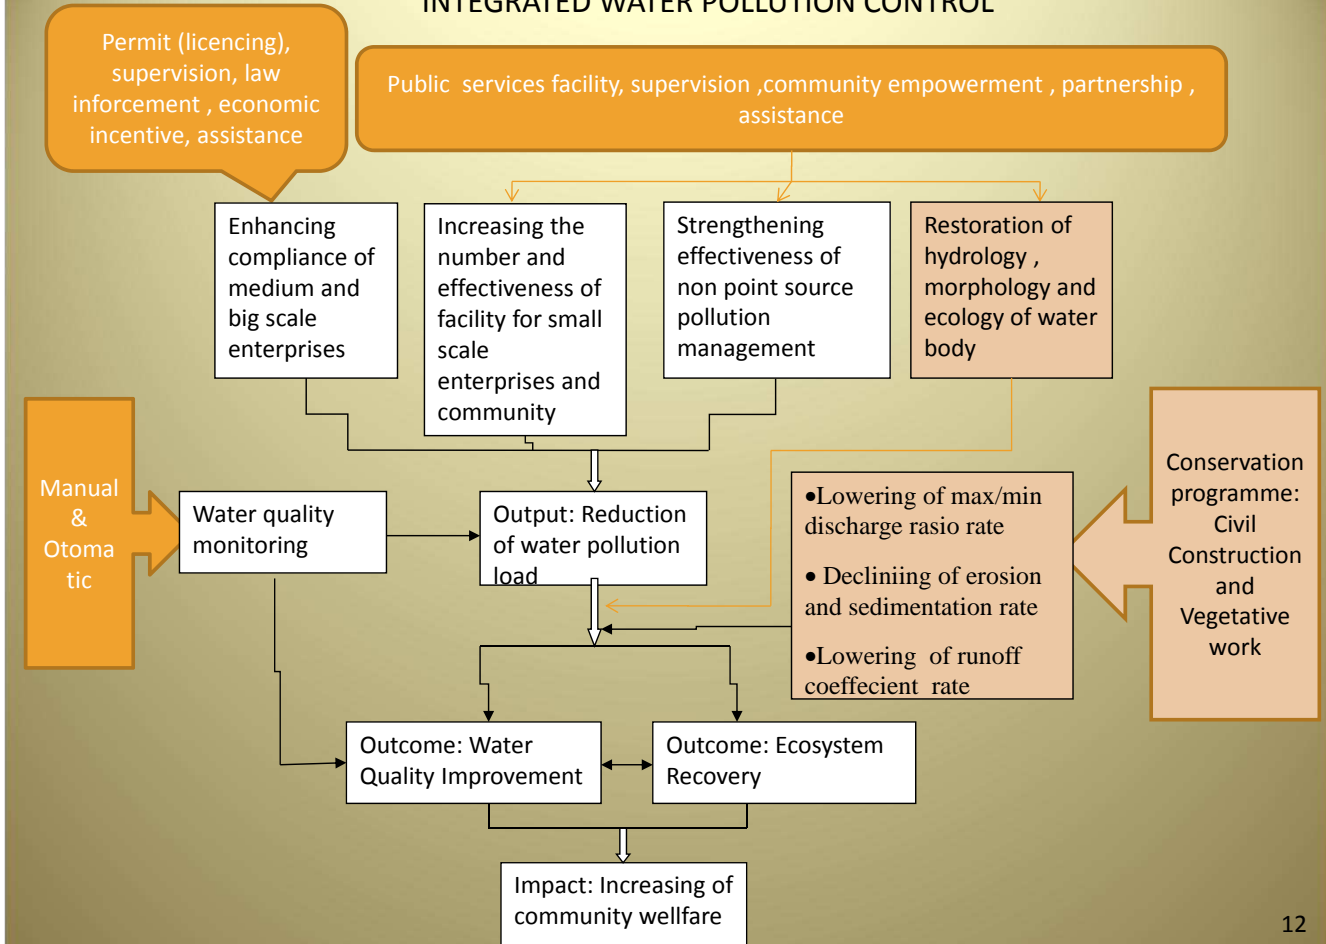 INTEGRATED WATER POLLUTION CONTROL
Permit (licencing),
supervision, law
inforcement , economic
incentive, assistance
Public services facility, supervision ,community empowerment , partnership ,
assistance
Enhancing
compliance of
medium and
big scale
enterprises
Increasing the
number and
effectiveness of
facility for small
scale
enterprises and
community
Strengthening
effectiveness of
non point source
pollution
management
Restoration of
hydrology ,
morphology and
ecology of water
body
Manual
&
Otoma
tic
Water quality
monitoring
Output: Reduction
of water pollution
load
•Lowering of max/min
discharge rasio rate
• Decliniing of erosion
and sedimentation rate
•Lowering of runoff
coeffecient rate
Conservation
programme:
Civil
Construction
and
Vegetative
work
Outcome: Water
Quality Improvement
Outcome: Ecosystem
Recovery
Impact: Increasing of
community wellfare
12